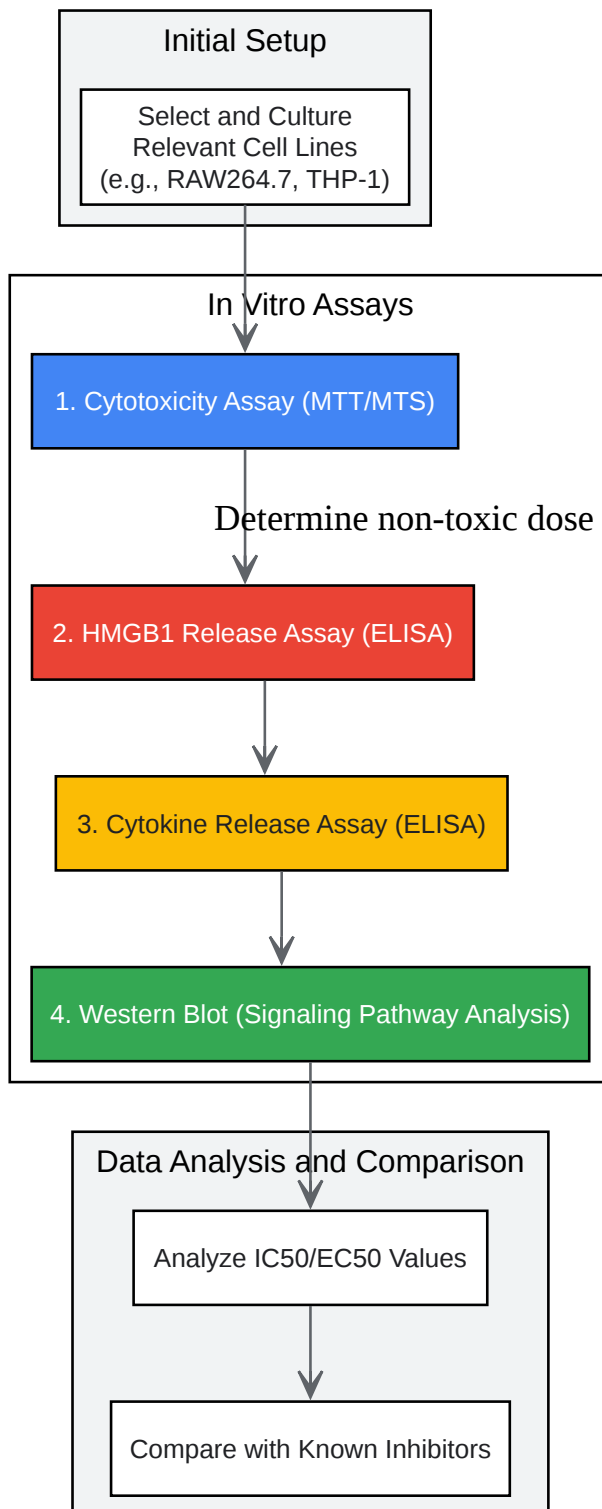 Initial Setup
Select and Culture
Relevant Cell Lines
(e.g., RAW264.7, THP-1)
In Vitro Assays
1. Cytotoxicity Assay (MTT/MTS)
Determine non-toxic dose
2. HMGB1 Release Assay (ELISA)
3. Cytokine Release Assay (ELISA)
4. Western Blot (Signaling Pathway Analysis)
Data Analysis and Comparison
Analyze IC50/EC50 Values
Compare with Known Inhibitors